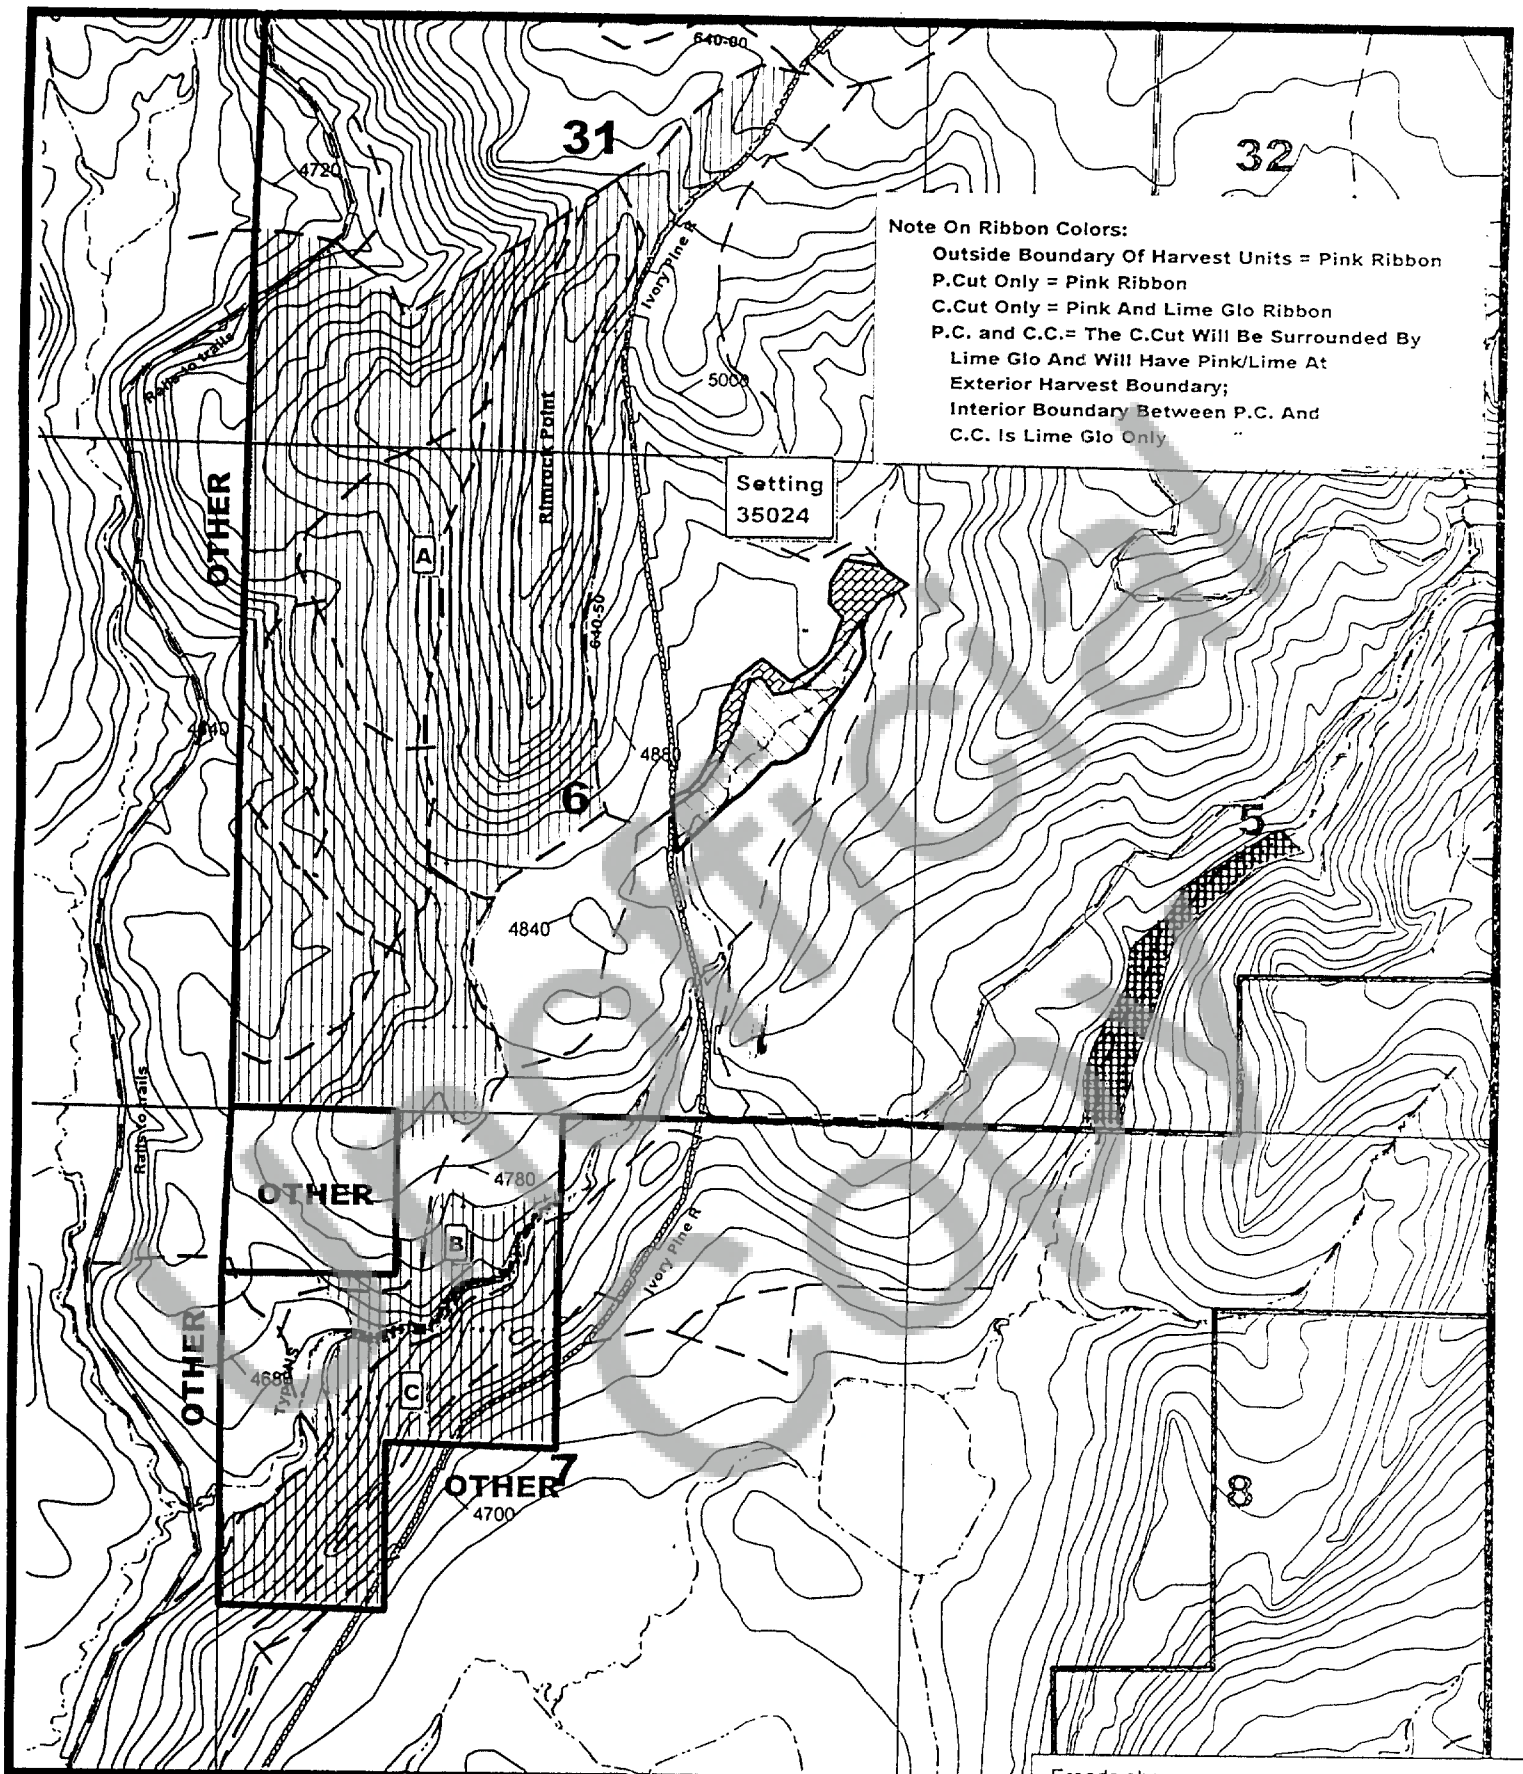 640-00
31
32
4720
Note On Ribbon Colors:
Outside Boundary Of Harvest Units = Pink Ribbon
P.Cut Only = Pink Ribbon
C.Cut Only = Pink And Lime Glo Ribbon
P.C. and C.C.= The C.Cut Will Be Surrounded By
Lime Glo And Will Have Pink/Lime At
Exterior Harvest Boundary;
Interior Boundary Between P.C. And
C.C. Is Lime Glo Only
Ivory Pine R
Rails to trails
5000
Rimrock Point
OTHER
Setting
35024
A
640-50
4840
4880
6
5
4840
Rails to trails
OTHER
4780
B
Ivory Pine R
OTHER
4680
C
7
OTHER
4700
8
Unofficial
Copy